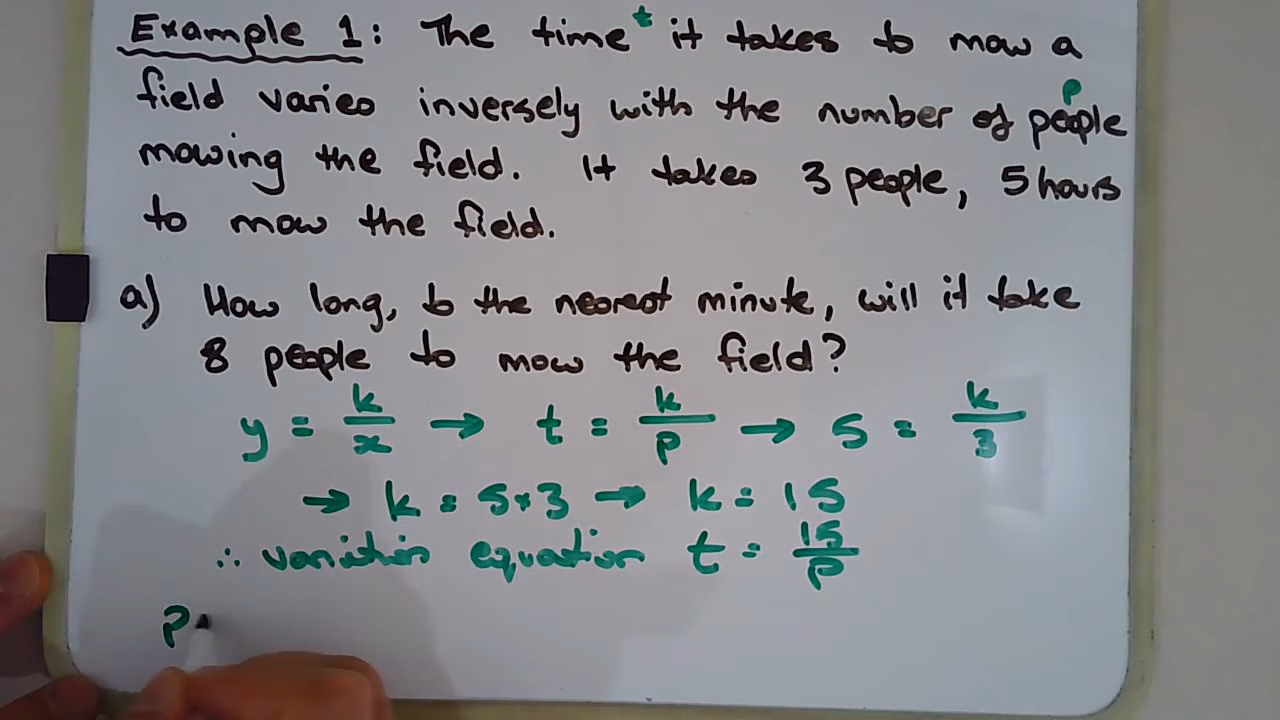 Example 1: The time t it takes to mow a
p
field varies inversely with the number of people
mowing the field. It takes 3 people, 5 hours
to mow the field.
a) How long, to the nearest minute, will it take
8 people to mow the field?
y = k/x → t = k/p → 5 = k/3
→ k = 5×3 → k = 15
∴ variation equation t = 15/p
P